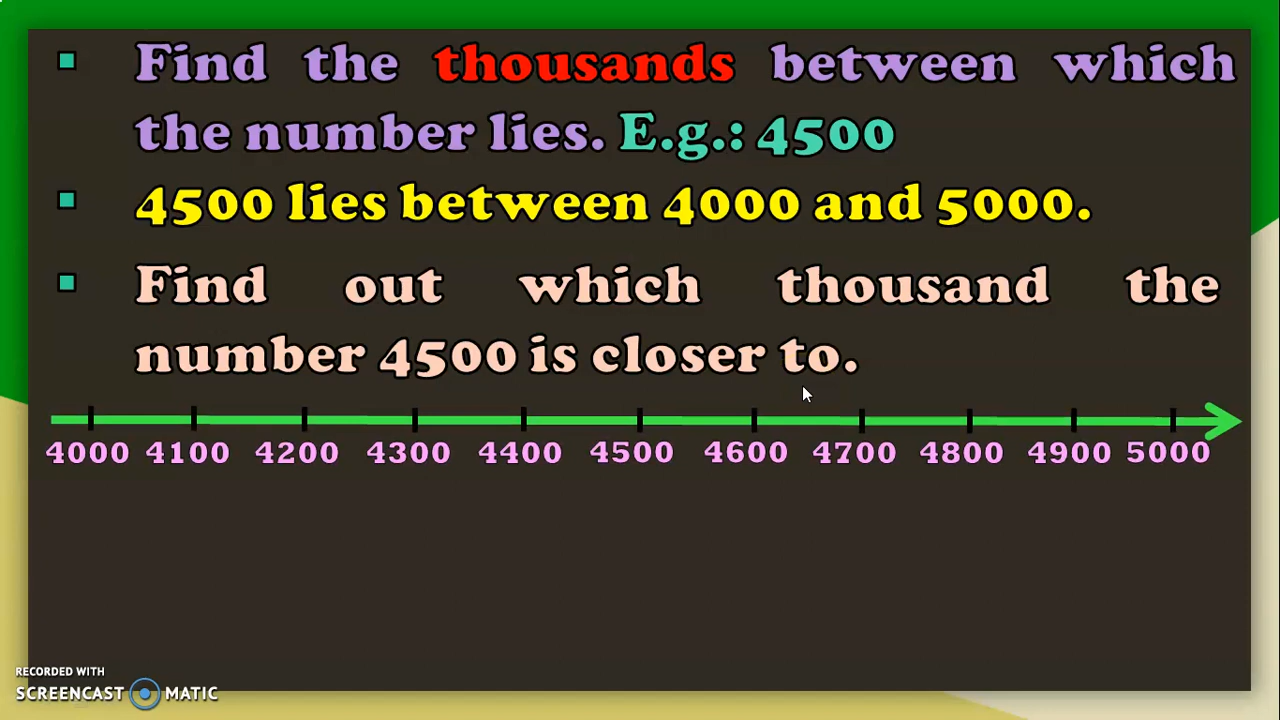 Find the thousands between which
the number lies. E.g.: 4500
4500 lies between 4000 and 5000.
Find out which thousand the
number 4500 is closer to.
4000 4100 4200 4300 4400 4500 4600 4700 4800 4900 5000
RECORDED WITH
SCREENCAST MATIC